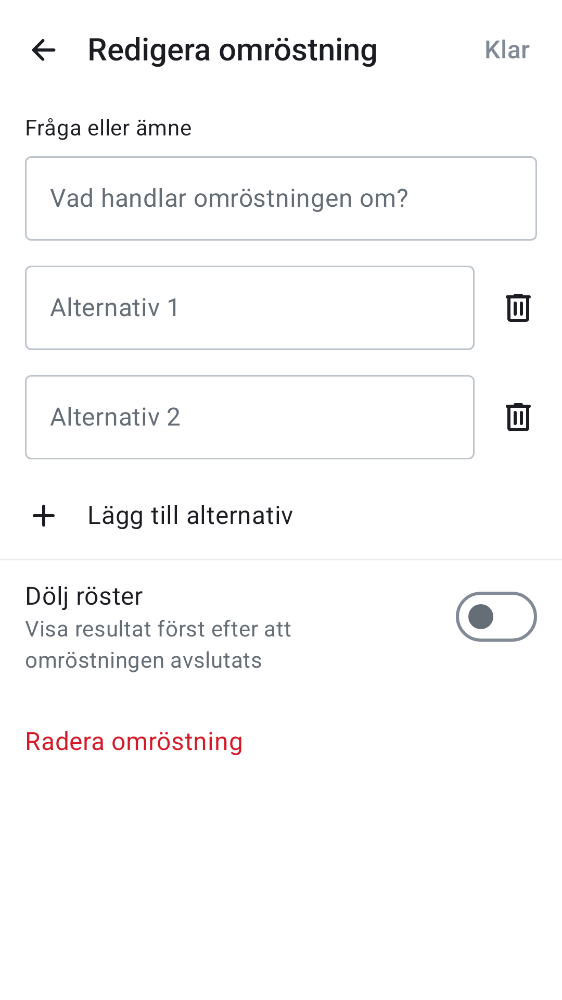 Redigera omröstning
Klar
Fråga eller ämne
Vad handlar omröstningen om?
Alternativ 1
Alternativ 2
Lägg till alternativ
Dölj röster
Visa resultat först efter att
omröstningen avslutats
Radera omröstning